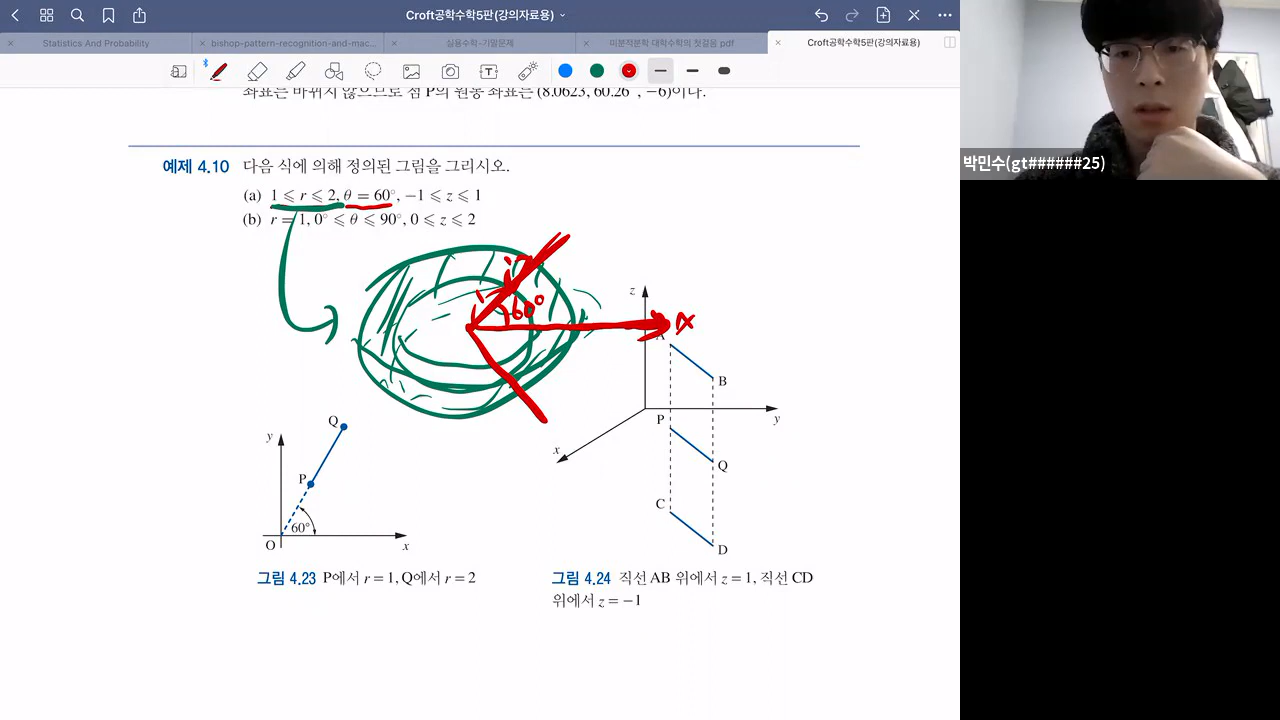 Croft공학수학5판(강의자료용)
Statistics And Probability
bishop-pattern-recognition-and-mac...
실용수학-기말문제
미분적분학 대학수학의 첫걸음.pdf
Croft공학수학5판(강의자료용)
좌표는 바뀌지 않으므로 점 P의 원통 좌표는 (8.0623, 60.26°, −6)이다.
예제 4.10 다음 식에 의해 정의된 그림을 그리시오.
(a) 1 ⩽ r ⩽ 2, θ = 60°, −1 ⩽ z ⩽ 1
(b) r = 1, 0° ⩽ θ ⩽ 90°, 0 ⩽ z ⩽ 2
60°
z
A
B
y
P
x
Q
C
D
Q
y
P
60°
O
x
그림 4.23 P에서 r = 1, Q에서 r = 2
그림 4.24 직선 AB 위에서 z = 1, 직선 CD
위에서 z = −1
박민수(gt######25)